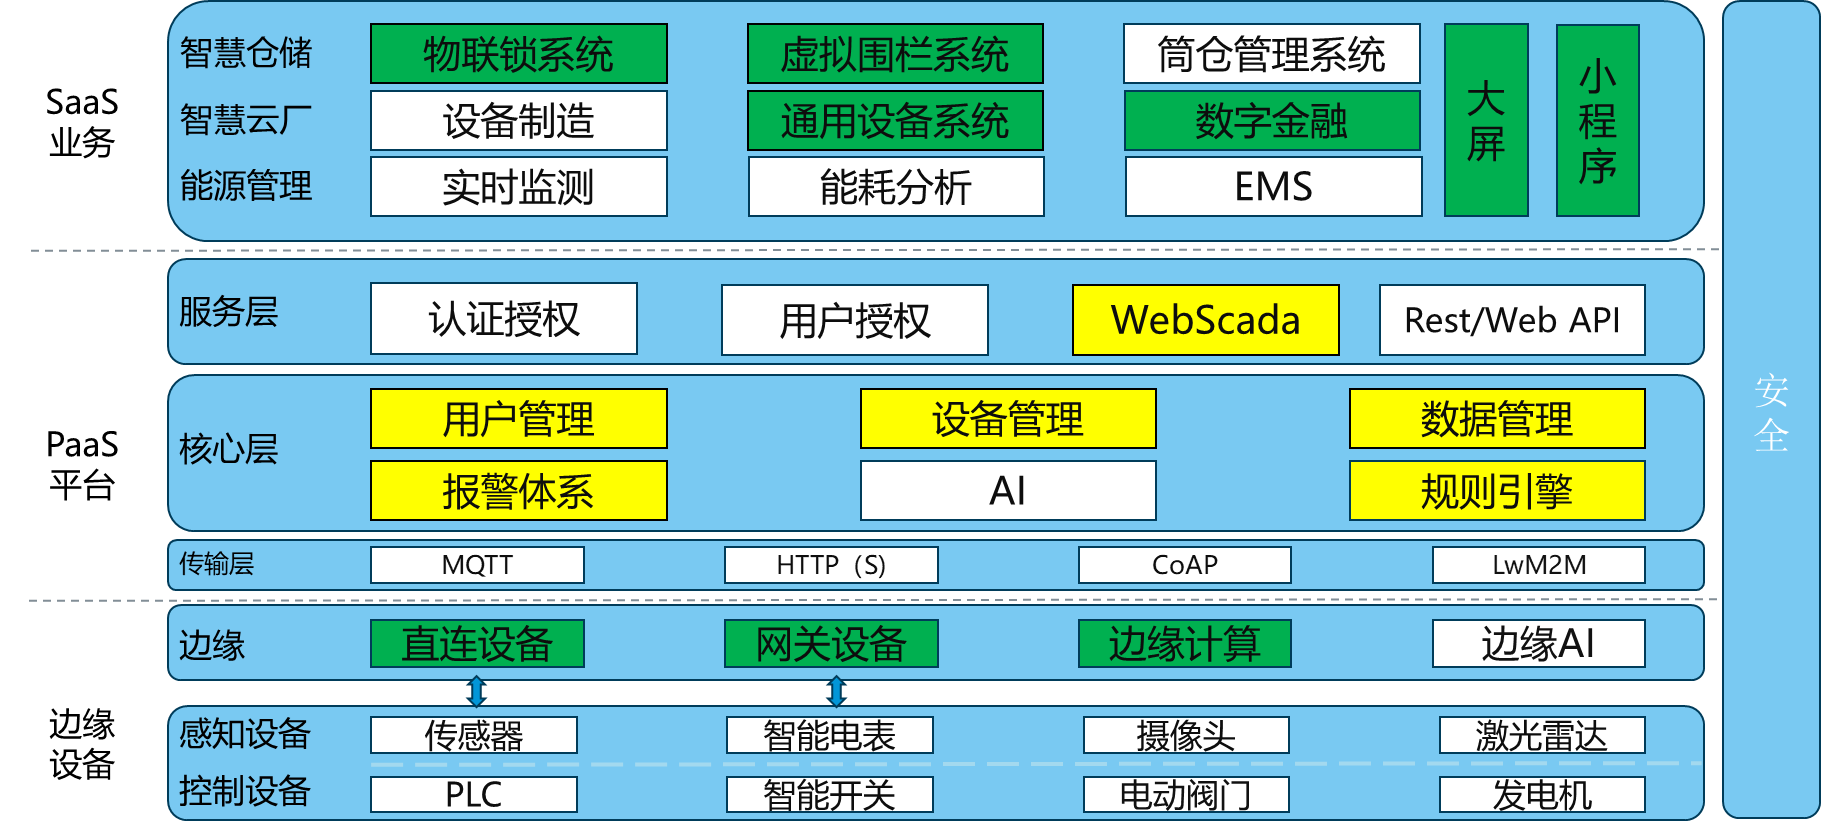 SaaS
业务
智慧仓储
物联锁系统
虚拟围栏系统
筒仓管理系统
大屏
小程序
智慧云厂
设备制造
通用设备系统
数字金融
能源管理
实时监测
能耗分析
EMS
PaaS
平台
服务层
认证授权
用户授权
WebScada
Rest/Web API
核心层
用户管理
设备管理
数据管理
报警体系
AI
规则引擎
传输层
MQTT
HTTP（S)
CoAP
LwM2M
边缘
设备
边缘
直连设备
网关设备
边缘计算
边缘AI
感知设备
传感器
智能电表
摄像头
激光雷达
控制设备
PLC
智能开关
电动阀门
发电机
安全